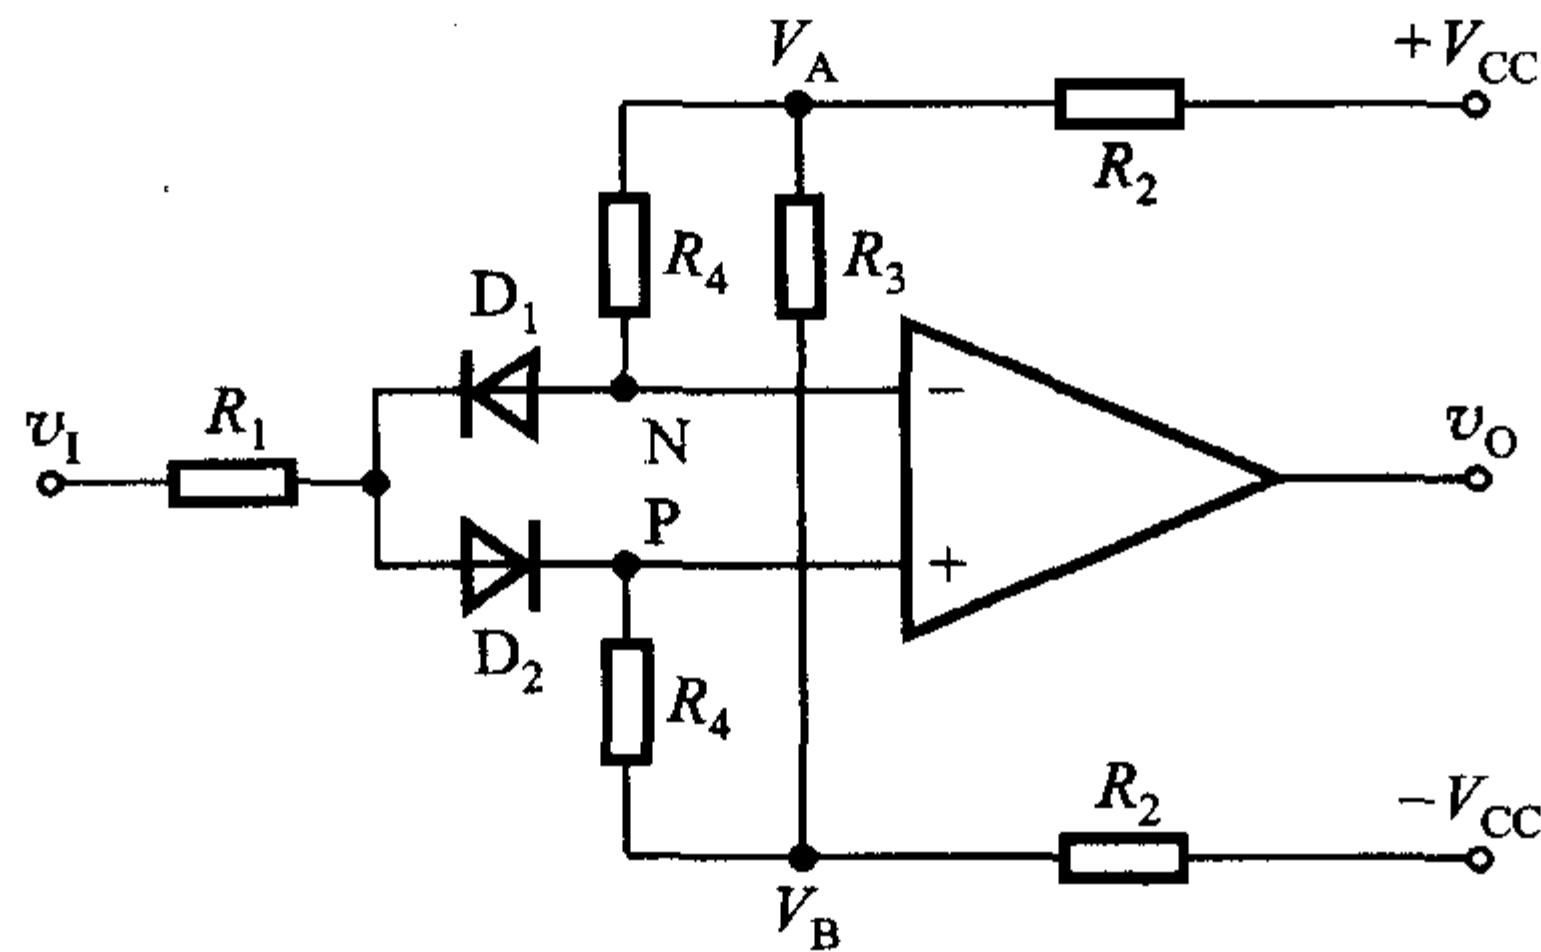 V_A
+V_CC
R_2
R_4
R_3
D_1
R_1
v_I
N
−
v_O
P
+
D_2
R_4
R_2
−V_CC
V_B